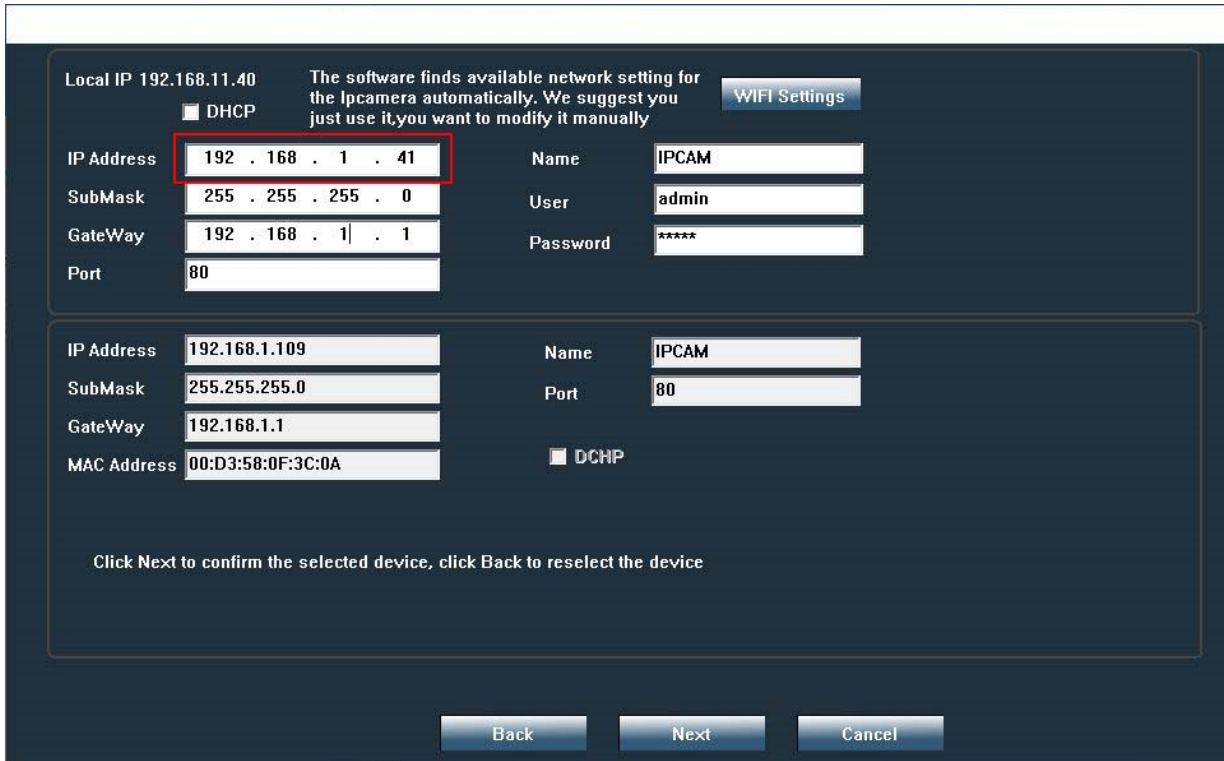 Local IP 192.168.11.40
The software finds available network setting for
the Ipcamera automatically. We suggest you
just use it,you want to modify it manually
WIFI Settings
DHCP
IP Address 192 . 168 . 1 . 41
Name IPCAM
SubMask 255 . 255 . 255 . 0
User admin
GateWay 192 . 168 . 1 . 1
Password *****
Port 80
IP Address 192.168.1.109
Name IPCAM
SubMask 255.255.255.0
Port 80
GateWay 192.168.1.1
MAC Address 00:D3:58:0F:3C:0A
DCHP
Click Next to confirm the selected device, click Back to reselect the device
Back Next Cancel